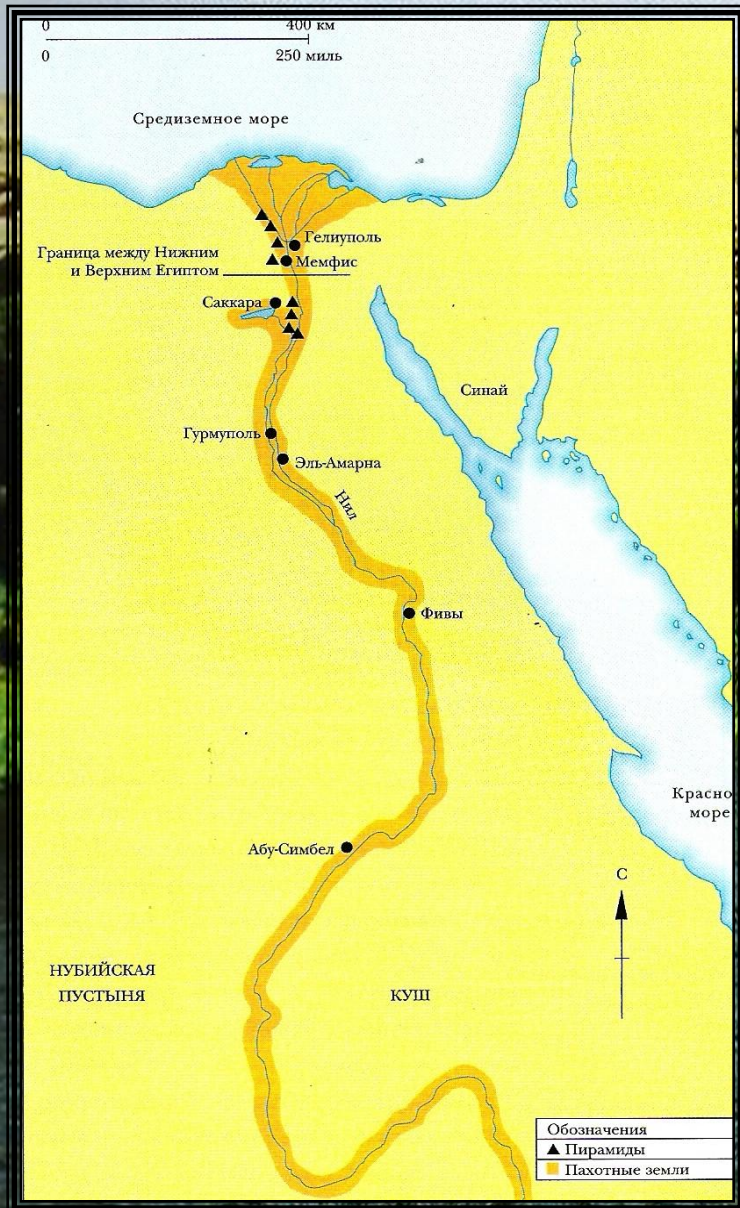 0 400 км
0 250 миль
Средиземное море
Гелиуполь
Граница между Нижним
и Верхним Египтом
Мемфис
Саккара
Синай
Гурмуполь
Эль-Амарна
Нил
Фивы
Красно
море
Абу-Симбел
С
НУБИЙСКАЯ
ПУСТЫНЯ
КУШ
Обозначения
Пирамиды
Пахотные земли